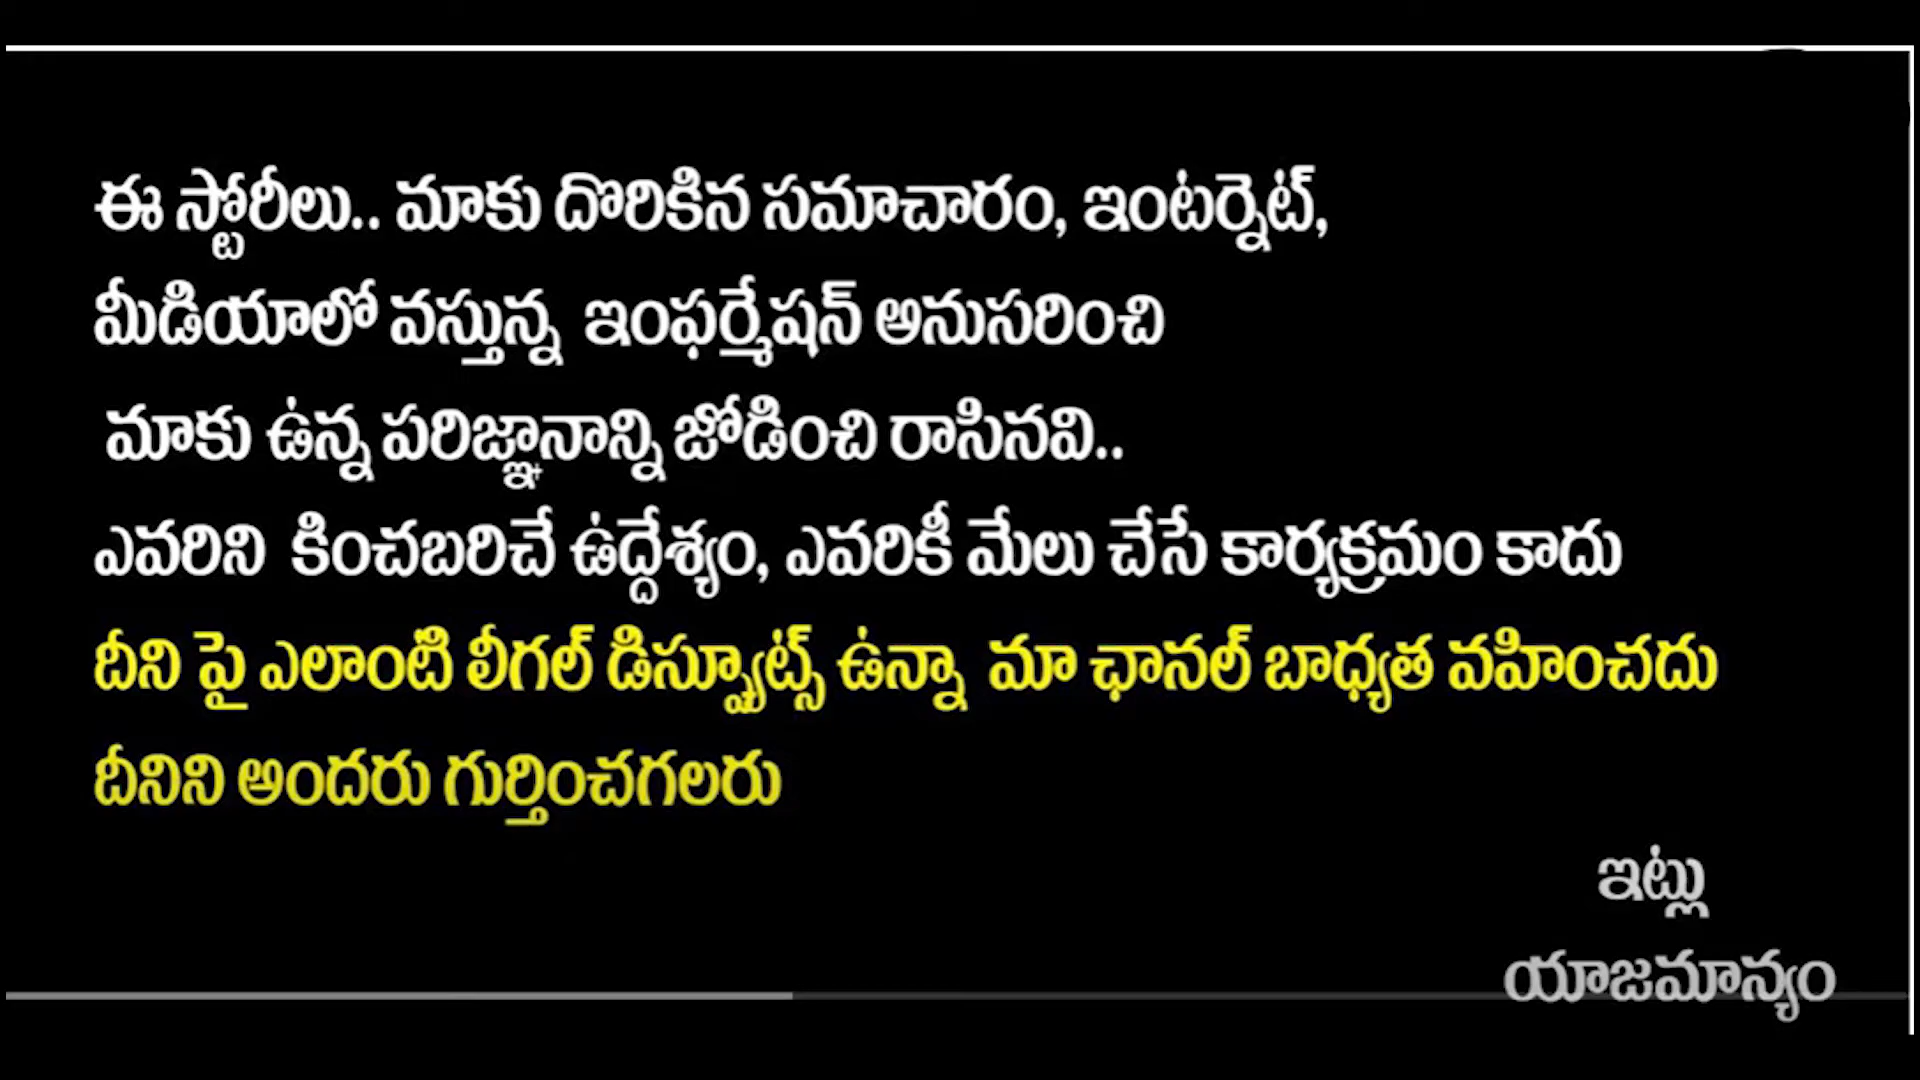 ఈ స్టోరీలు.. మాకు దొరికిన సమాచారం, ఇంటర్నెట్,
మీడియాలో వస్తున్న ఇంఫర్మేషన్ అనుసరించి
మాకు ఉన్న పరిజ్ఞానాన్ని జోడించి రాసినవి..
ఎవరిని కించబరిచే ఉద్దేశ్యం, ఎవరికీ మేలు చేసే కార్యక్రమం కాదు
దీని పై ఎలాంటి లీగల్ డిస్ప్యూట్స్ ఉన్నా మా ఛానల్ బాధ్యత వహించదు
దీనిని అందరు గుర్తించగలరు
ఇట్లు
యాజమాన్యం